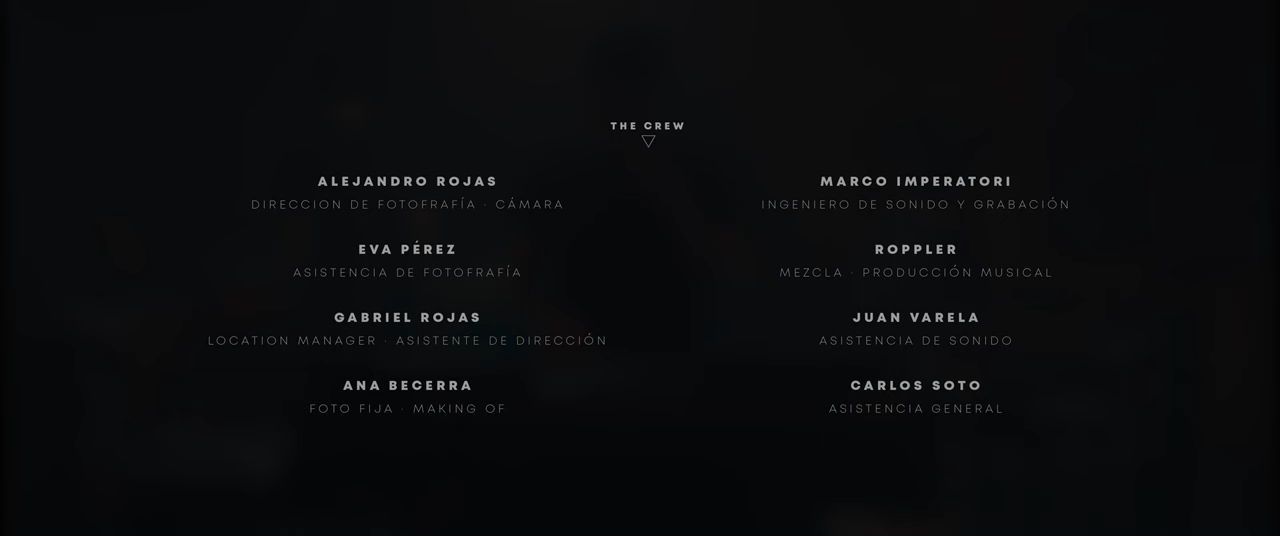 THE CREW
ALEJANDRO ROJAS
DIRECCION DE FOTOFRAFÍA · CÁMARA
EVA PÉREZ
ASISTENCIA DE FOTOFRAFÍA
GABRIEL ROJAS
LOCATION MANAGER · ASISTENTE DE DIRECCIÓN
ANA BECERRA
FOTO FIJA · MAKING OF
MARCO IMPERATORI
INGENIERO DE SONIDO Y GRABACIÓN
ROPPLER
MEZCLA · PRODUCCIÓN MUSICAL
JUAN VARELA
ASISTENCIA DE SONIDO
CARLOS SOTO
ASISTENCIA GENERAL